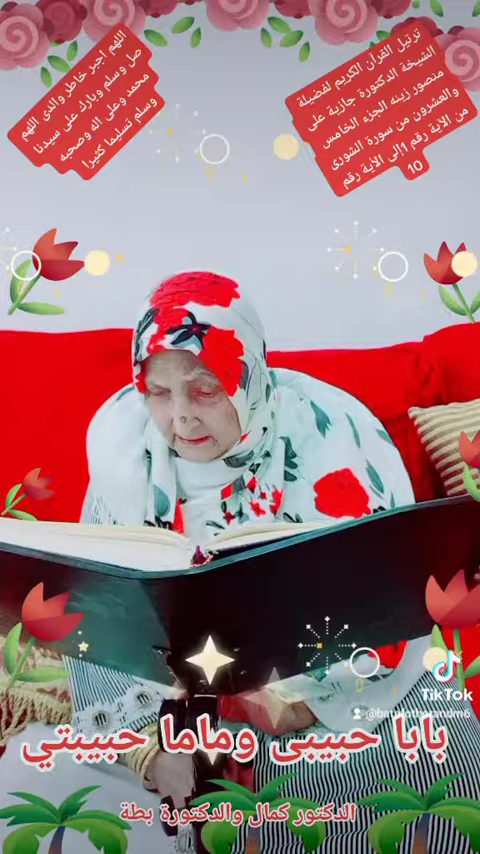 اللهم اجبر خاطر والدى اللهم
صل وسلم وبارك على سيدنا
محمد وعلى اله وصحبه
وسلم تسليما كثيرا
ترتيل القرآن الكريم لفضيلة
الشيخة الدكتورة جازية على
منصور زينه الجزء الخامس
والعشرون من سورة الشورى
من الآية رقم 1إلى الآية رقم
10
TikTok
بابا حبيبى وماما حبيبتي
الدكتور كمال والدكتورة بطة